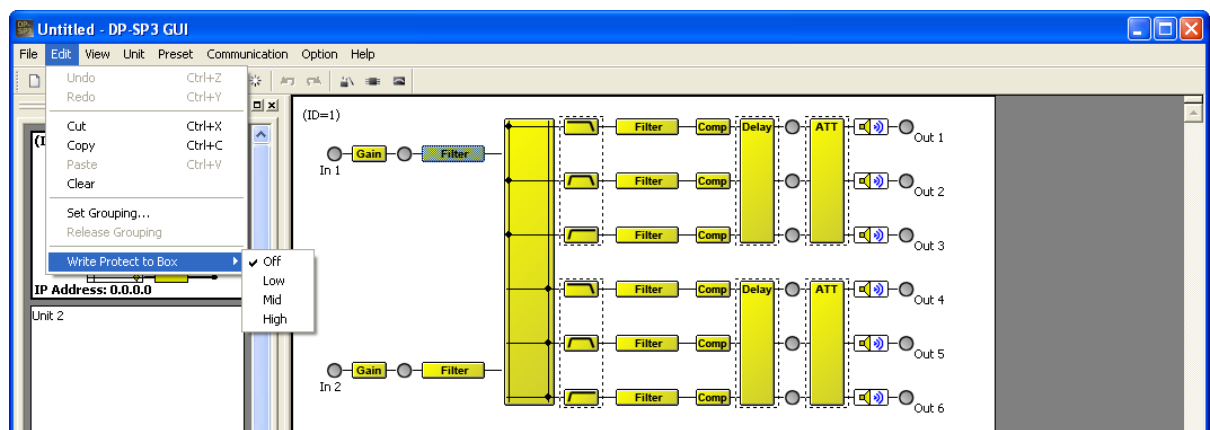 DP-SP3 Untitled - DP-SP3 GUI
File Edit View Unit Preset Communication Option Help
Undo Ctrl+Z
Redo Ctrl+Y
Cut Ctrl+X
Copy Ctrl+C
Paste Ctrl+V
Clear
Set Grouping...
Release Grouping
Write Protect to Box
Off
Low
Mid
High
(I
IP Address: 0.0.0.0
Unit 2
(ID=1)
In 1 Gain Filter
In 2 Gain Filter
Filter Comp Delay ATT Out 1
Filter Comp Out 2
Filter Comp Out 3
Filter Comp Delay ATT Out 4
Filter Comp Out 5
Filter Comp Out 6